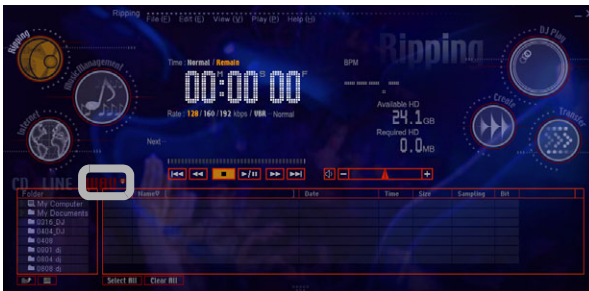 Ripping File (F) Edit (E) View (V) Play (P) Help (H)
Ripping
Music Management
Internet
Time : Normal / Remain
M S F
00:00 00
Rate : 128 / 160 / 192 kbps / VBR - Normal
Next -
BPM
Ripping
Available HD
24.1GB
Required HD
0.0MB
DJ Play
Create
Transfer
CD LINE WAV
Folder Name Date Time Size Sampling Bit
My Computer
My Documents
0316_DJ
0404_DJ
0408
0801 dj
0804 dj
0808 dj
Select All Clear All